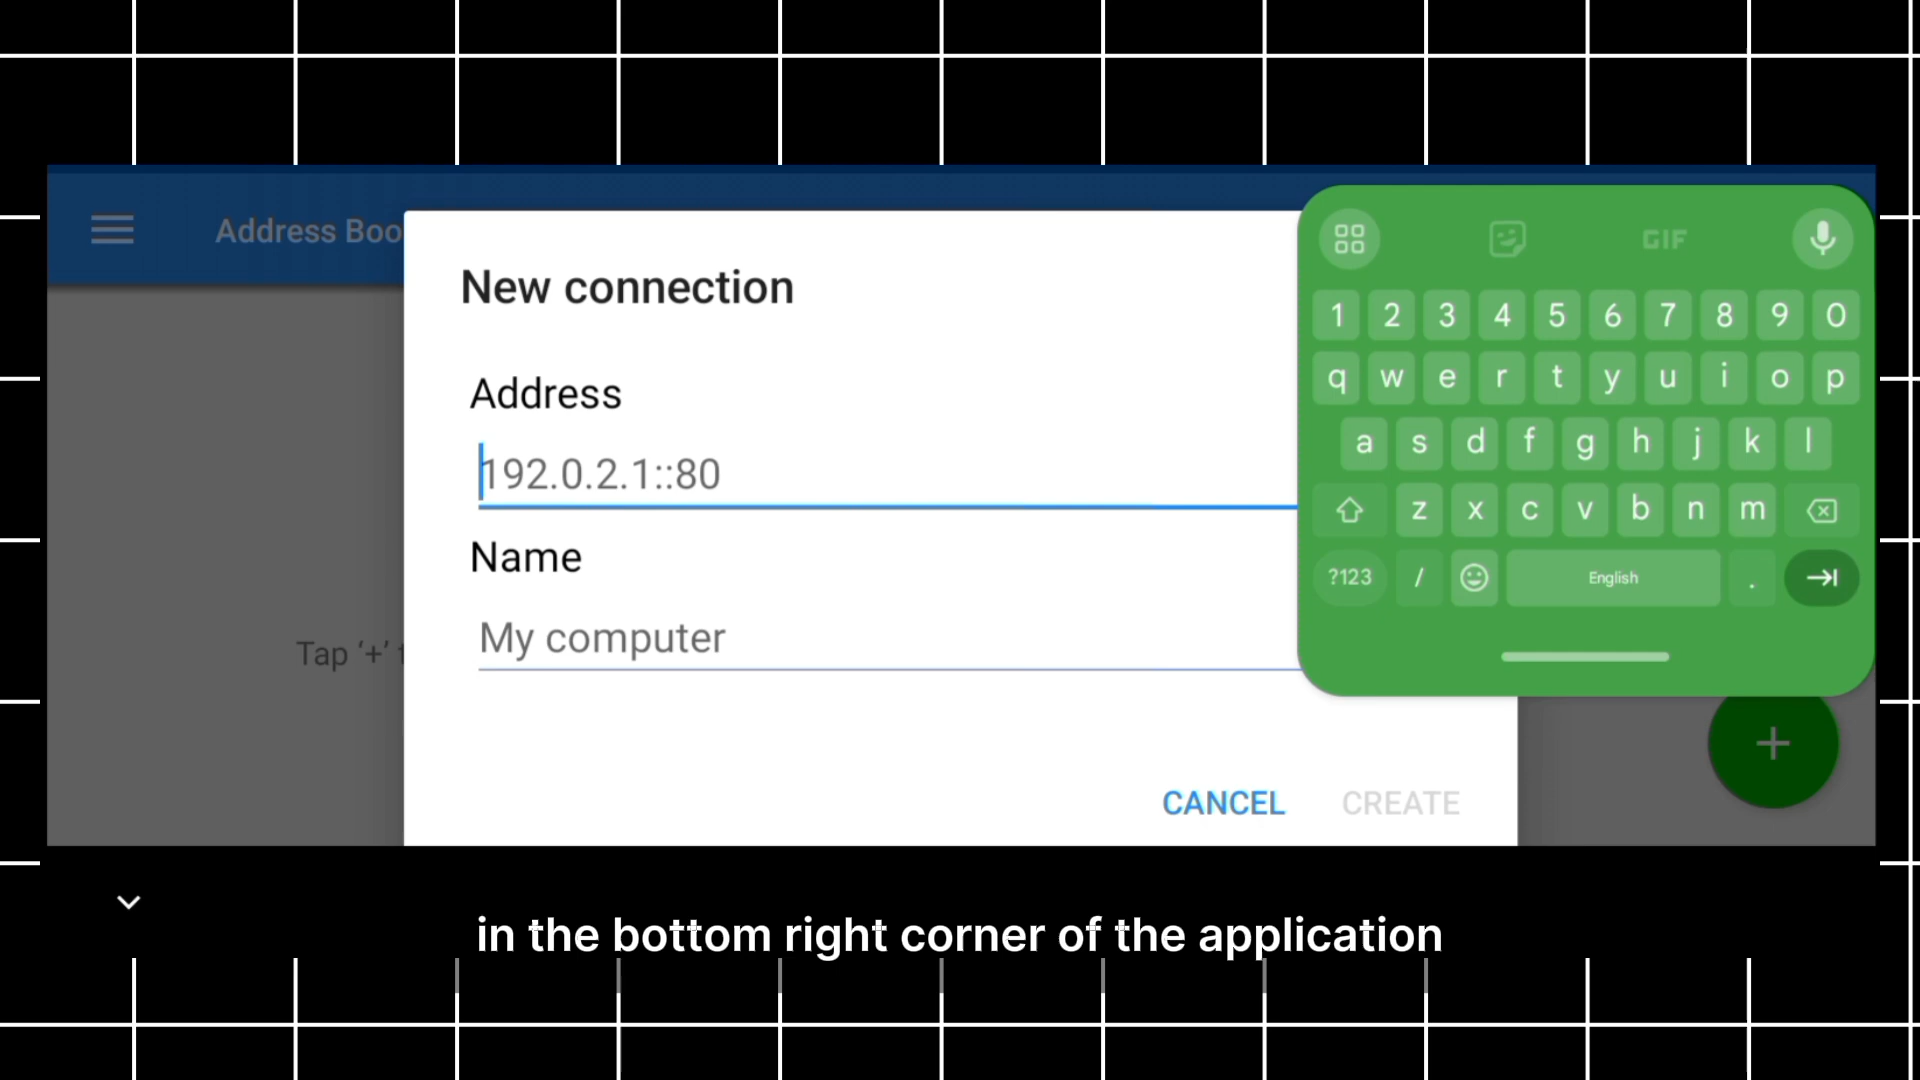 Address Boo
New connection
Address
192.0.2.1::80
Name
My computer
Tap ‘+’
CANCEL CREATE
GIF
1 2 3 4 5 6 7 8 9 0
q w e r t y u i o p
a s d f g h j k l
z x c v b n m
?123 / English .
in the bottom right corner of the application